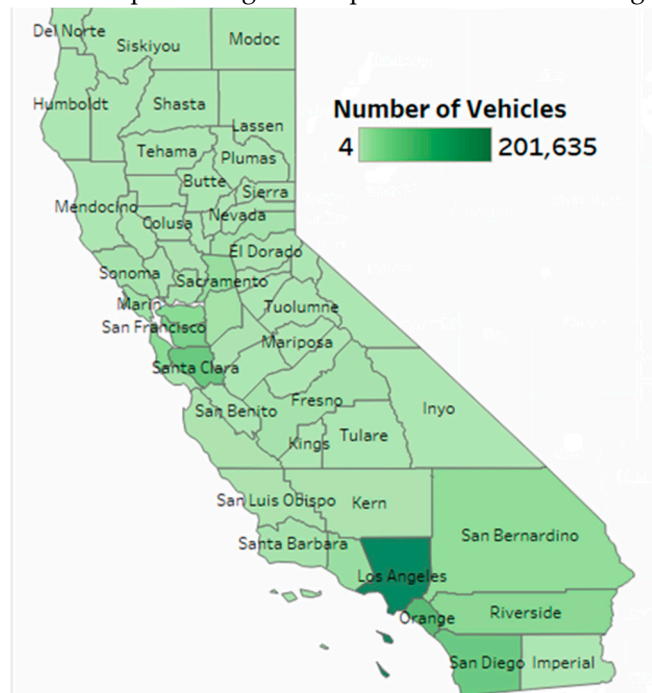 Del Norte
Siskiyou
Modoc
Humboldt
Shasta
Lassen
Number of Vehicles
4
201,635
Tehama
Plumas
Butte
Sierra
Mendocino
Colusa
Nevada
El Dorado
Sonoma
Sacramento
Marin
Tuolumne
San Francisco
Mariposa
Santa Clara
Fresno
San Benito
Inyo
Kings
Tulare
San Luis Obispo
Kern
Santa Barbara
San Bernardino
Los Angeles
Orange
Riverside
San Diego
Imperial